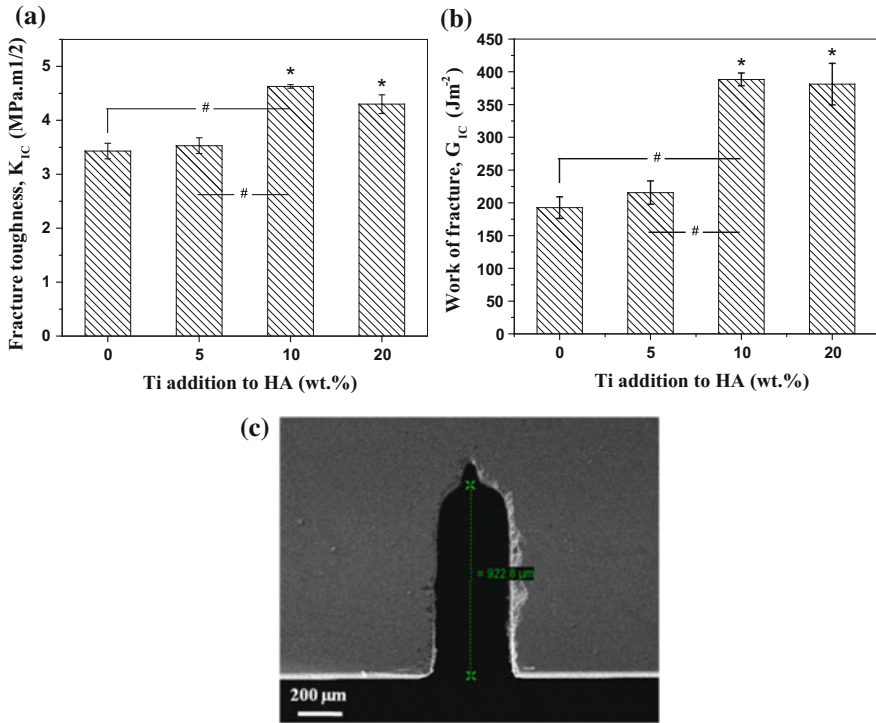 (a)
Fracture toughness, K_IC (MPa.m1/2)
5
4
3
2
1
0
*
*
#
#
0 5 10 20
Ti addition to HA (wt.%)
(b)
Work of fracture, G_IC (Jm⁻²)
450
400
350
300
250
200
150
100
50
0
*
*
#
#
0 5 10 20
Ti addition to HA (wt.%)
(c)
= 922.8 µm
200 µm